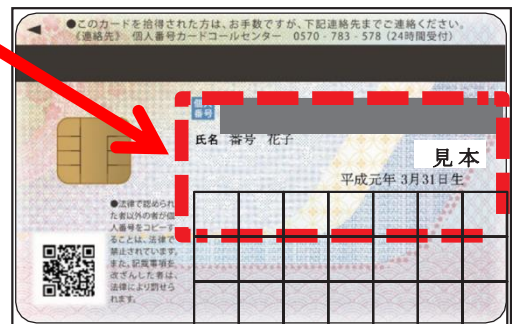 ●このカードを拾得された方は、お手数ですが、下記連絡先までご連絡ください。
《連絡先》 個人番号カードコールセンター 0570-783-578 (24時間受付)
個人
番号
氏名 番号 花子
見本
平成元年 3月31日生
●法律で認められ
た者以外の者が個
人番号をコピーす
ることは、法律で
禁止されています。
また、記載事項を
改ざんした者は、
法律により罰せら
れます。